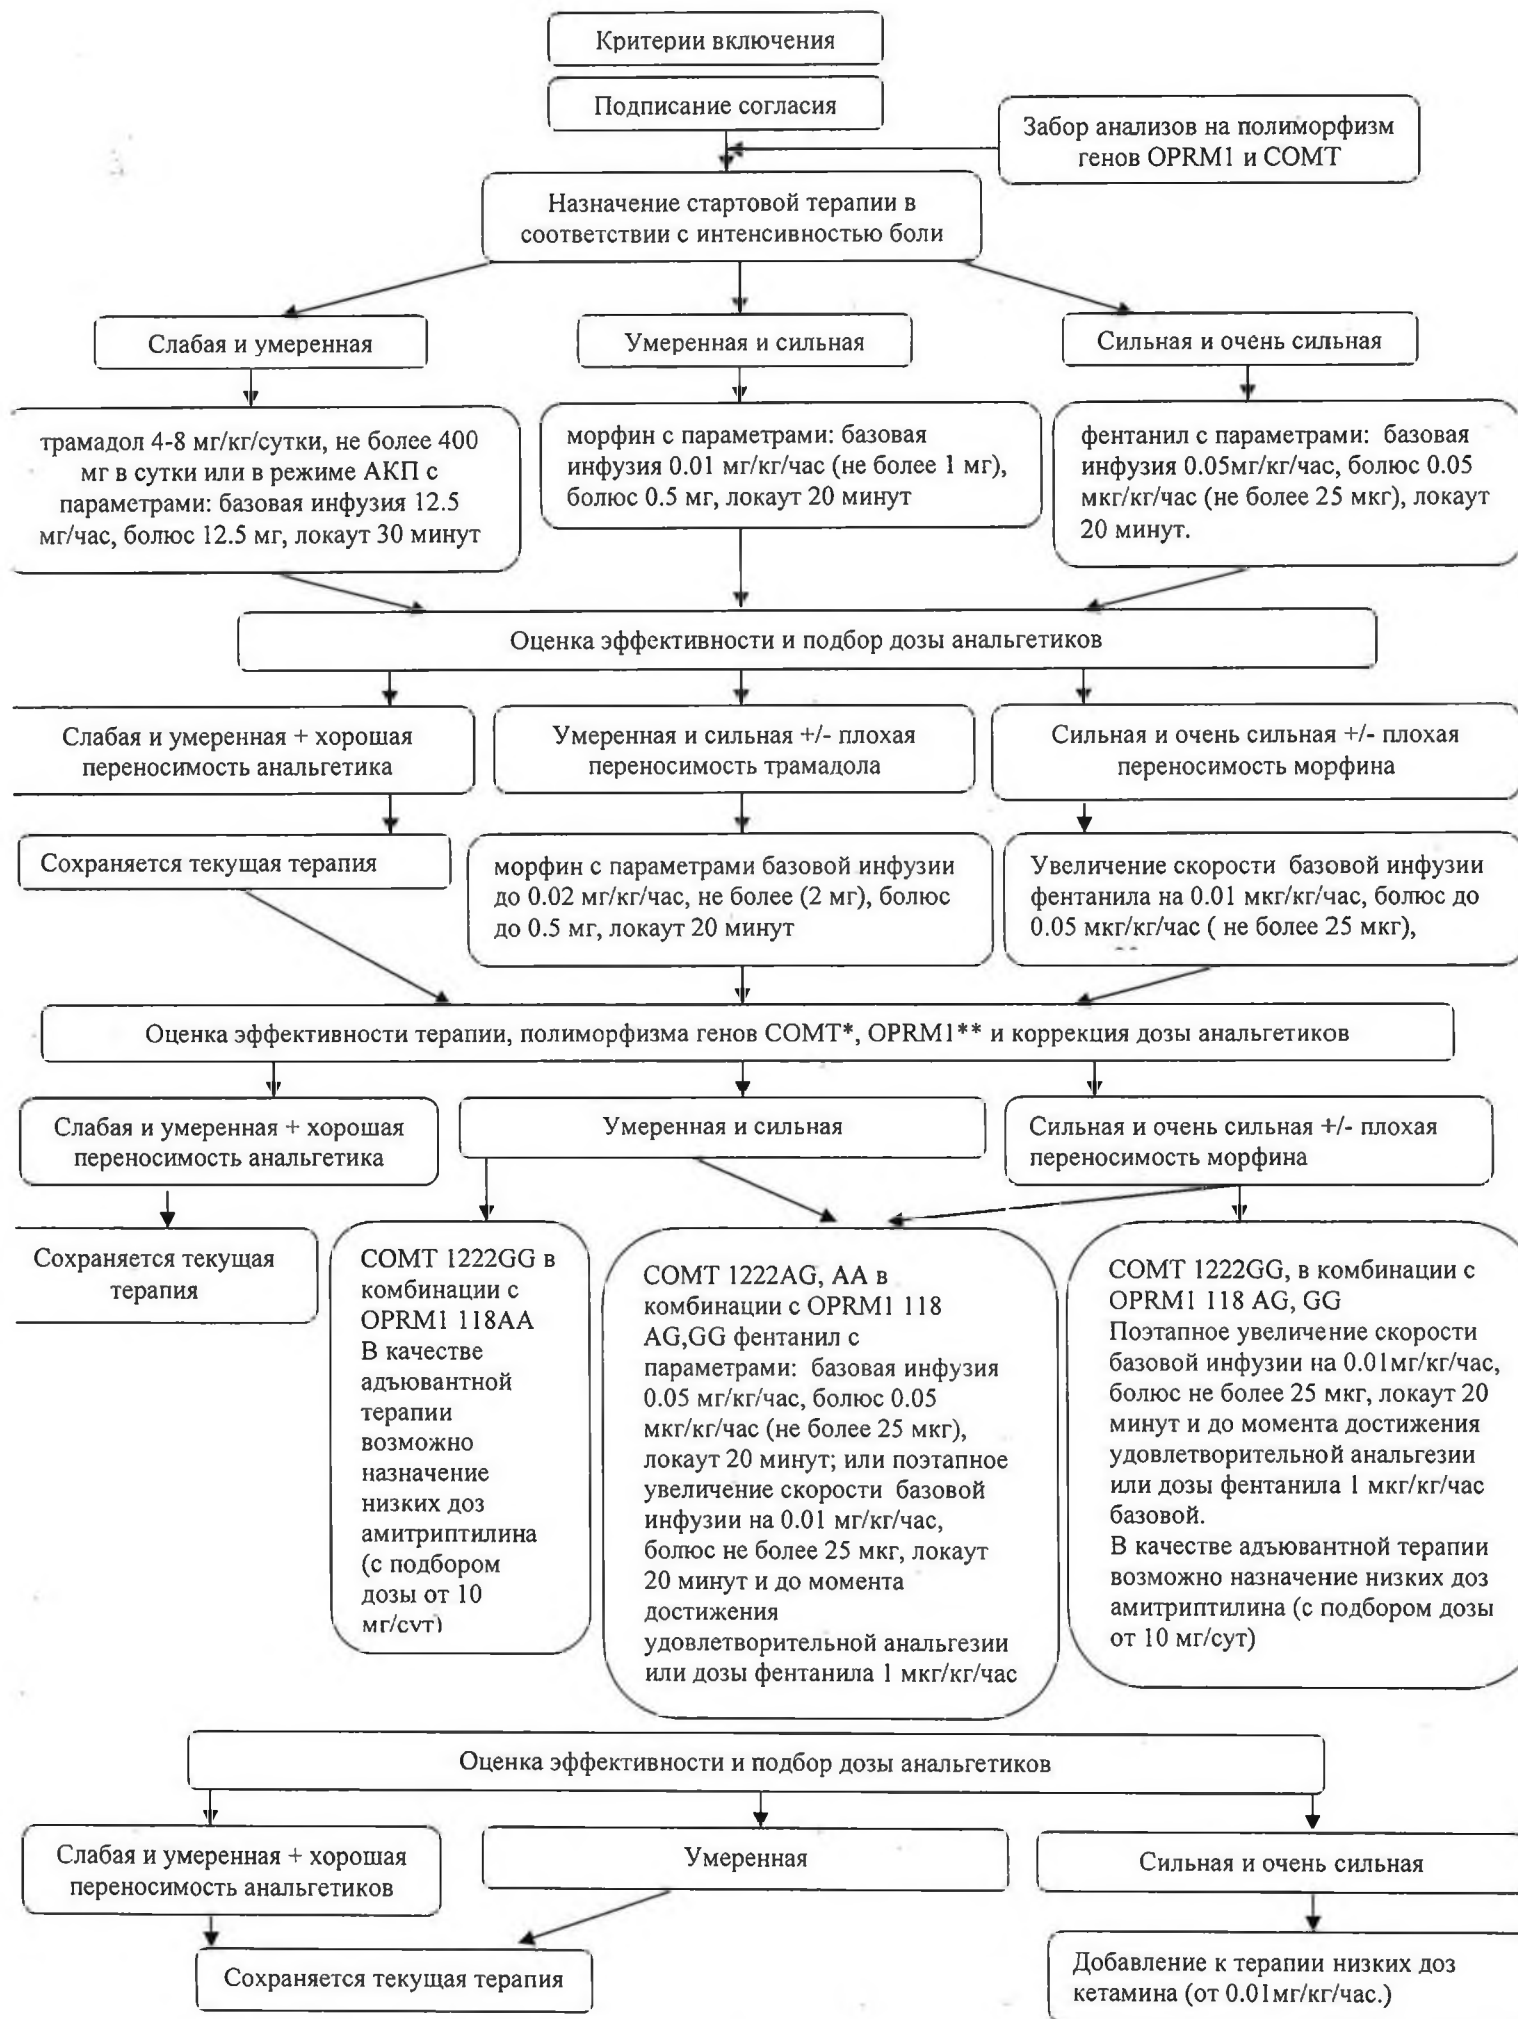 Критерии включения
Подписание согласия
Забор анализов на полиморфизм
генов OPRM1 и COMT
Назначение стартовой терапии в
соответствии с интенсивностью боли
Слабая и умеренная
Умеренная и сильная
Сильная и очень сильная
трамадол 4-8 мг/кг/сутки, не более 400
мг в сутки или в режиме АКП с
параметрами: базовая инфузия 12.5
мг/час, болюс 12.5 мг, локаут 30 минут
морфин с параметрами: базовая
инфузия 0.01 мг/кг/час (не более 1 мг),
болюс 0.5 мг, локаут 20 минут
фентанил с параметрами: базовая
инфузия 0.05мг/кг/час, болюс 0.05
мкг/кг/час (не более 25 мкг), локаут
20 минут.
Оценка эффективности и подбор дозы анальгетиков
Слабая и умеренная + хорошая
переносимость анальгетика
Умеренная и сильная +/- плохая
переносимость трамадола
Сильная и очень сильная +/- плохая
переносимость морфина
Сохраняется текущая терапия
морфин с параметрами базовой инфузии
до 0.02 мг/кг/час, не более (2 мг), болюс
до 0.5 мг, локаут 20 минут
Увеличение скорости базовой инфузии
фентанила на 0.01 мкг/кг/час, болюс до
0.05 мкг/кг/час ( не более 25 мкг),
Оценка эффективности терапии, полиморфизма генов COMT*, OPRM1** и коррекция дозы анальгетиков
Слабая и умеренная + хорошая
переносимость анальгетика
Умеренная и сильная
Сильная и очень сильная +/- плохая
переносимость морфина
Сохраняется текущая
терапия
COMT 1222GG в
комбинации с
OPRM1 118AA
В качестве
адъювантной
терапии
возможно
назначение
низких доз
амитриптилина
(с подбором
дозы от 10
мг/сут)
COMT 1222AG, AA в
комбинации с OPRM1 118
AG,GG фентанил с
параметрами: базовая инфузия
0.05 мг/кг/час, болюс 0.05
мкг/кг/час (не более 25 мкг),
локаут 20 минут; или поэтапное
увеличение скорости базовой
инфузии на 0.01 мг/кг/час,
болюс не более 25 мкг, локаут
20 минут и до момента
достижения
удовлетворительной анальгезии
или дозы фентанила 1 мкг/кг/час
COMT 1222GG, в комбинации с
OPRM1 118 AG, GG
Поэтапное увеличение скорости
базовой инфузии на 0.01мг/кг/час,
болюс не более 25 мкг, локаут 20
минут и до момента достижения
удовлетворительной анальгезии
или дозы фентанила 1 мкг/кг/час
базовой.
В качестве адъювантной терапии
возможно назначение низких доз
амитриптилина (с подбором дозы
от 10 мг/сут)
Оценка эффективности и подбор дозы анальгетиков
Слабая и умеренная + хорошая
переносимость анальгетиков
Умеренная
Сильная и очень сильная
Сохраняется текущая терапия
Добавление к терапии низких доз
кетамина (от 0.01мг/кг/час.)